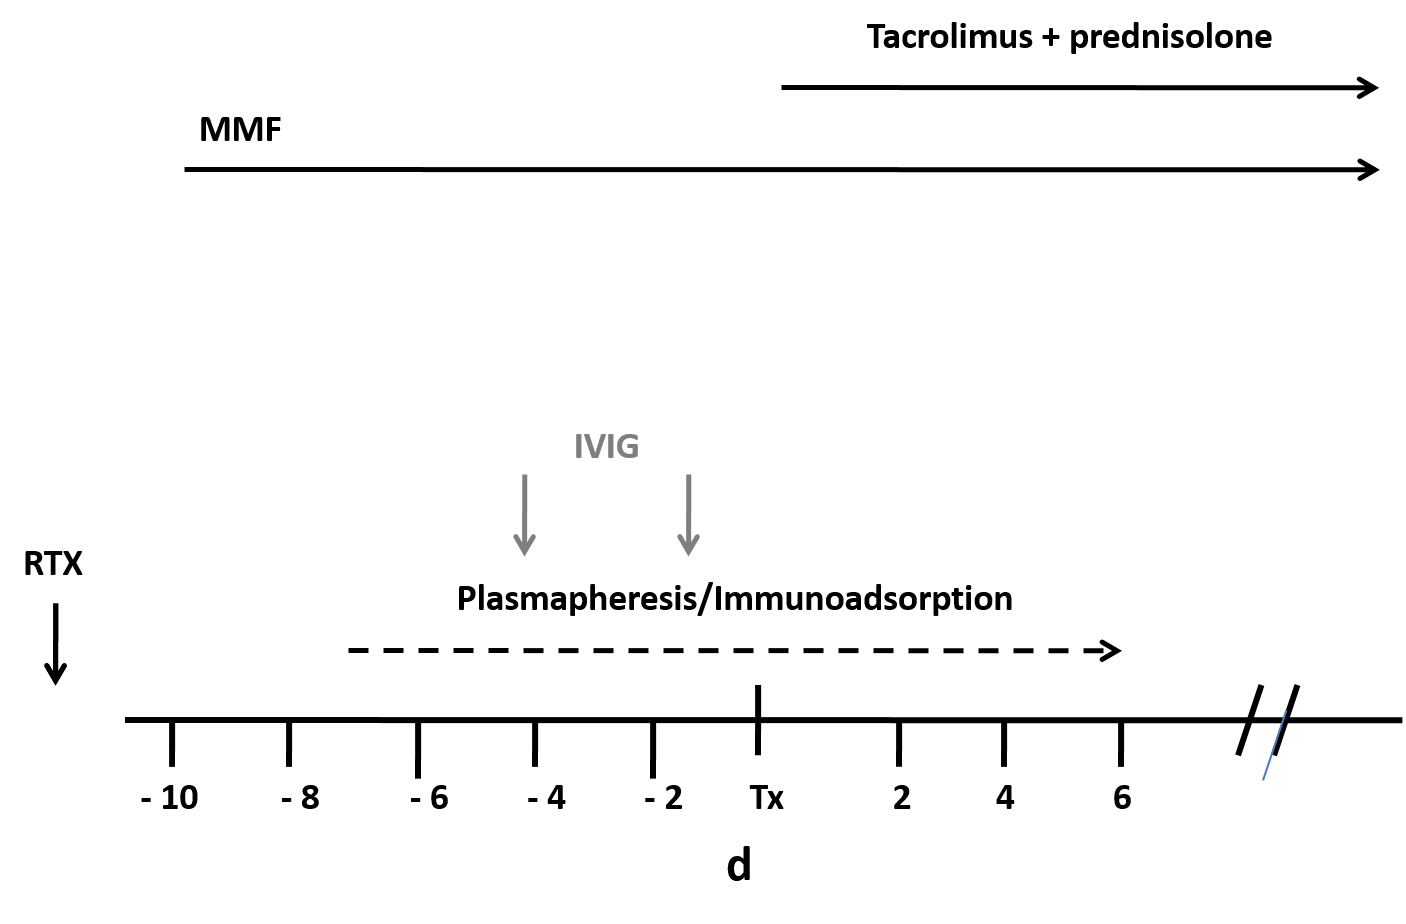 Tacrolimus + prednisolone
MMF
IVIG
RTX
Plasmapheresis/Immunoadsorption
- 10 - 8 - 6 - 4 - 2 Tx 2 4 6
d